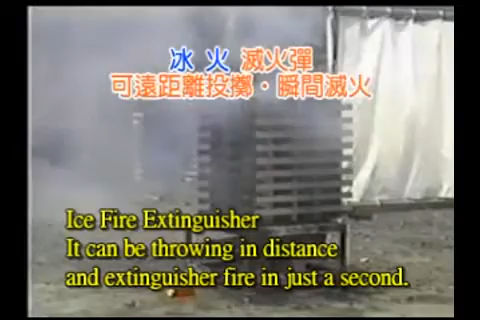 冰 火 滅火彈
可遠距離投擲·瞬間滅火
Ice Fire Extinguisher
It can be throwing in distance
and extinguisher fire in just a second.